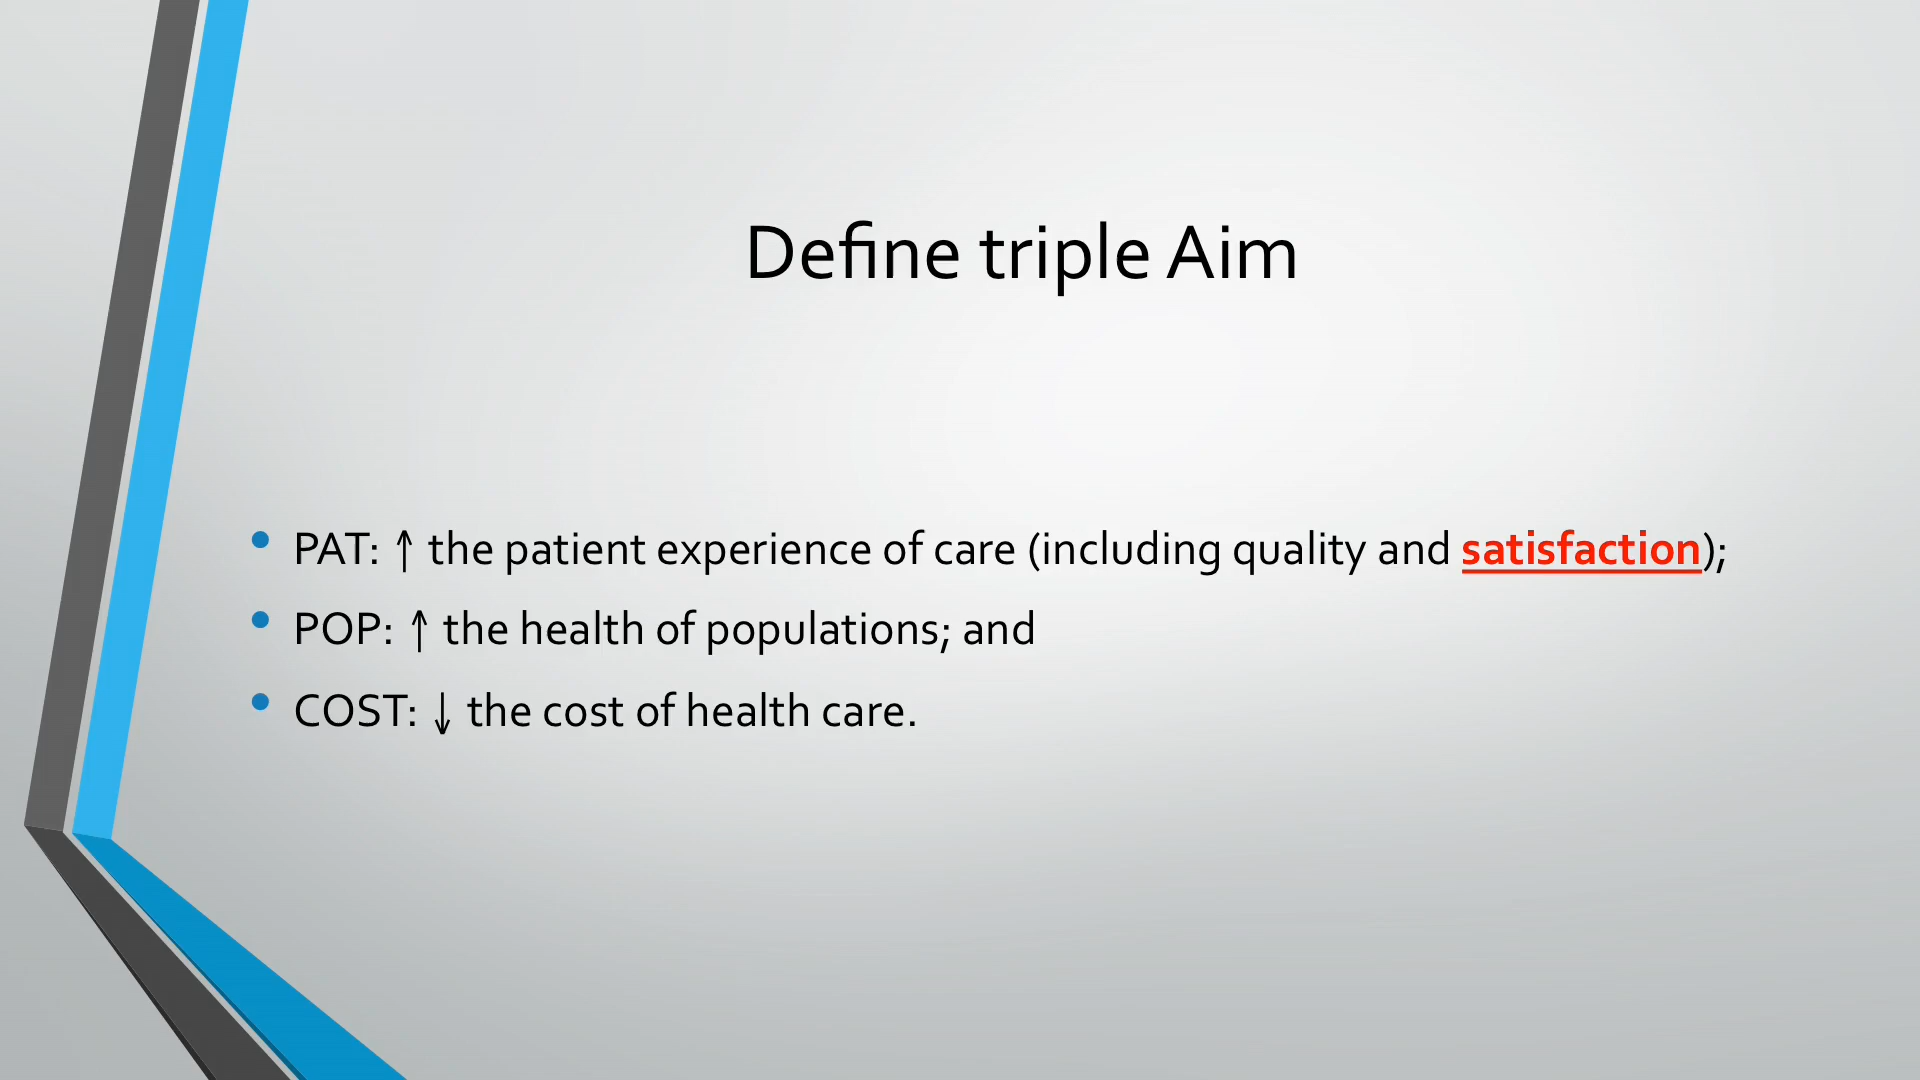 Define triple Aim
• PAT: ↑ the patient experience of care (including quality and satisfaction);
• POP: ↑ the health of populations; and
• COST: ↓ the cost of health care.